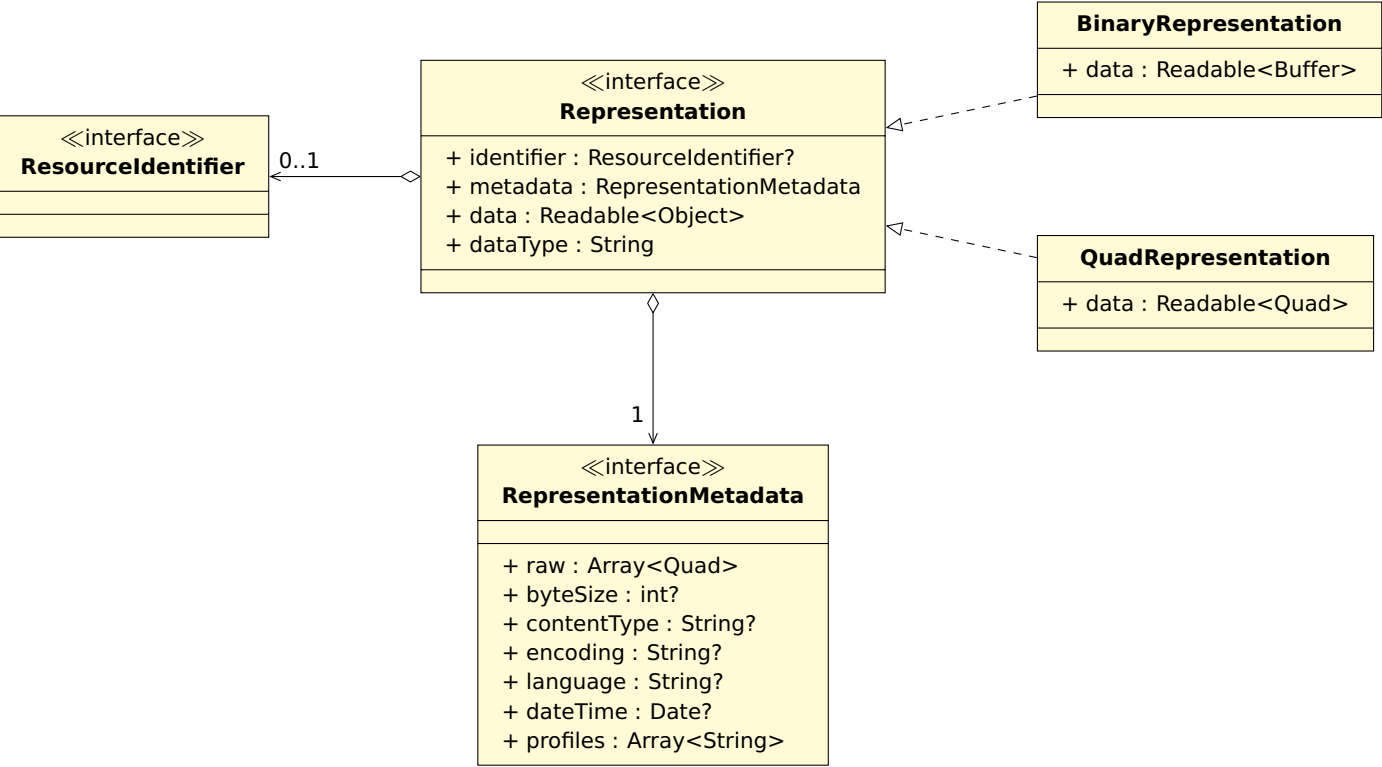 ≪interface≫
ResourceIdentifier
0..1
≪interface≫
Representation
+ identifier : ResourceIdentifier?
+ metadata : RepresentationMetadata
+ data : Readable<Object>
+ dataType : String
BinaryRepresentation
+ data : Readable<Buffer>
QuadRepresentation
+ data : Readable<Quad>
1
≪interface≫
RepresentationMetadata
+ raw : Array<Quad>
+ byteSize : int?
+ contentType : String?
+ encoding : String?
+ language : String?
+ dateTime : Date?
+ profiles : Array<String>